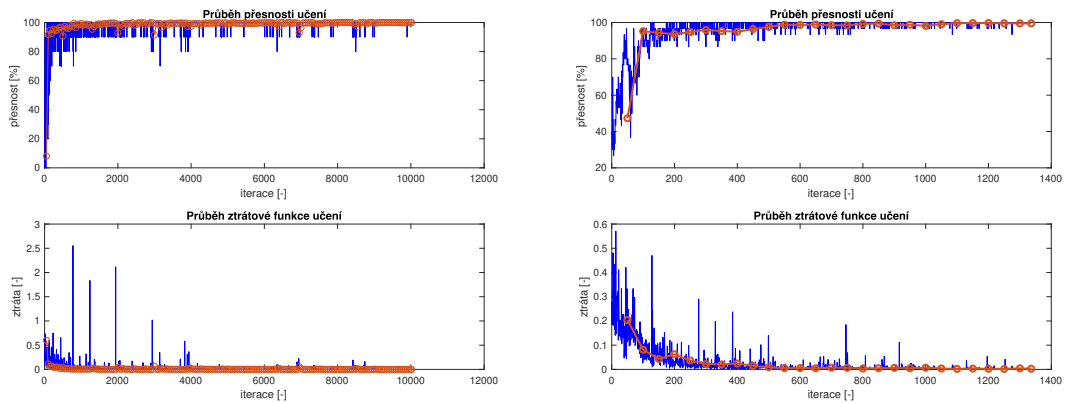 Průběh přesnosti učení
přesnost [%]
100
80
60
40
20
0
0 2000 4000 6000 8000 10000 12000
iterace [-]
Průběh přesnosti učení
přesnost [%]
100
80
60
40
20
0 200 400 600 800 1000 1200 1400
iterace [-]
Průběh ztrátové funkce učení
ztráta [-]
3
2.5
2
1.5
1
0.5
0
0 2000 4000 6000 8000 10000 12000
iterace [-]
Průběh ztrátové funkce učení
ztráta [-]
0.6
0.5
0.4
0.3
0.2
0.1
0
0 200 400 600 800 1000 1200 1400
iterace [-]